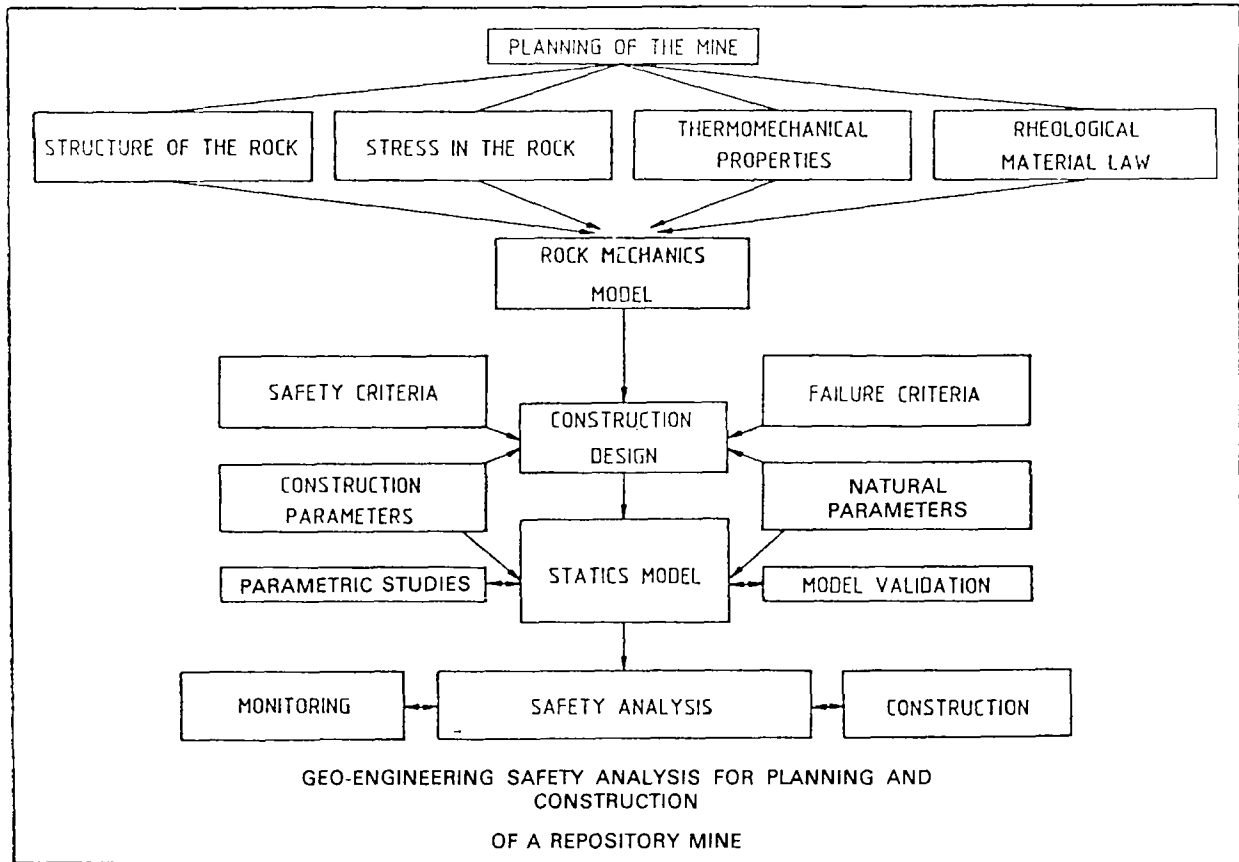 PLANNING OF THE MINE
STRUCTURE OF THE ROCK
STRESS IN THE ROCK
THERMOMECHANICAL
PROPERTIES
RHEOLOGICAL
MATERIAL LAW
ROCK MECHANICS
MODEL
SAFETY CRITERIA
FAILURE CRITERIA
CONSTRUCTION
DESIGN
CONSTRUCTION
PARAMETERS
NATURAL
PARAMETERS
PARAMETRIC STUDIES
STATICS MODEL
MODEL VALIDATION
MONITORING
SAFETY ANALYSIS
CONSTRUCTION
GEO-ENGINEERING SAFETY ANALYSIS FOR PLANNING AND
CONSTRUCTION
OF A REPOSITORY MINE